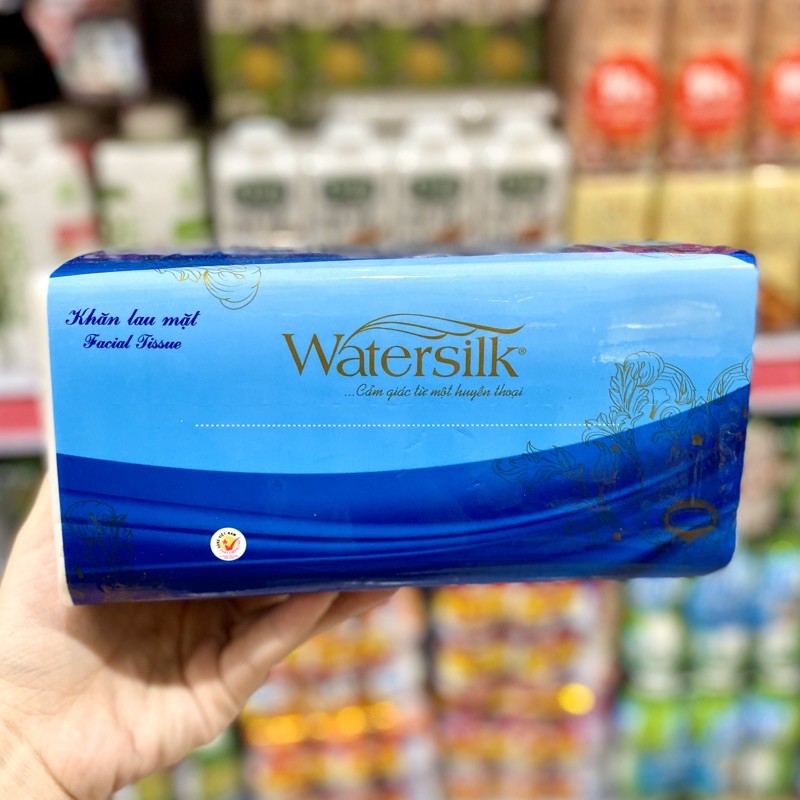 Khăn lau mặt
Facial Tissue
Watersilk®
...Cảm giác từ một huyền thoại